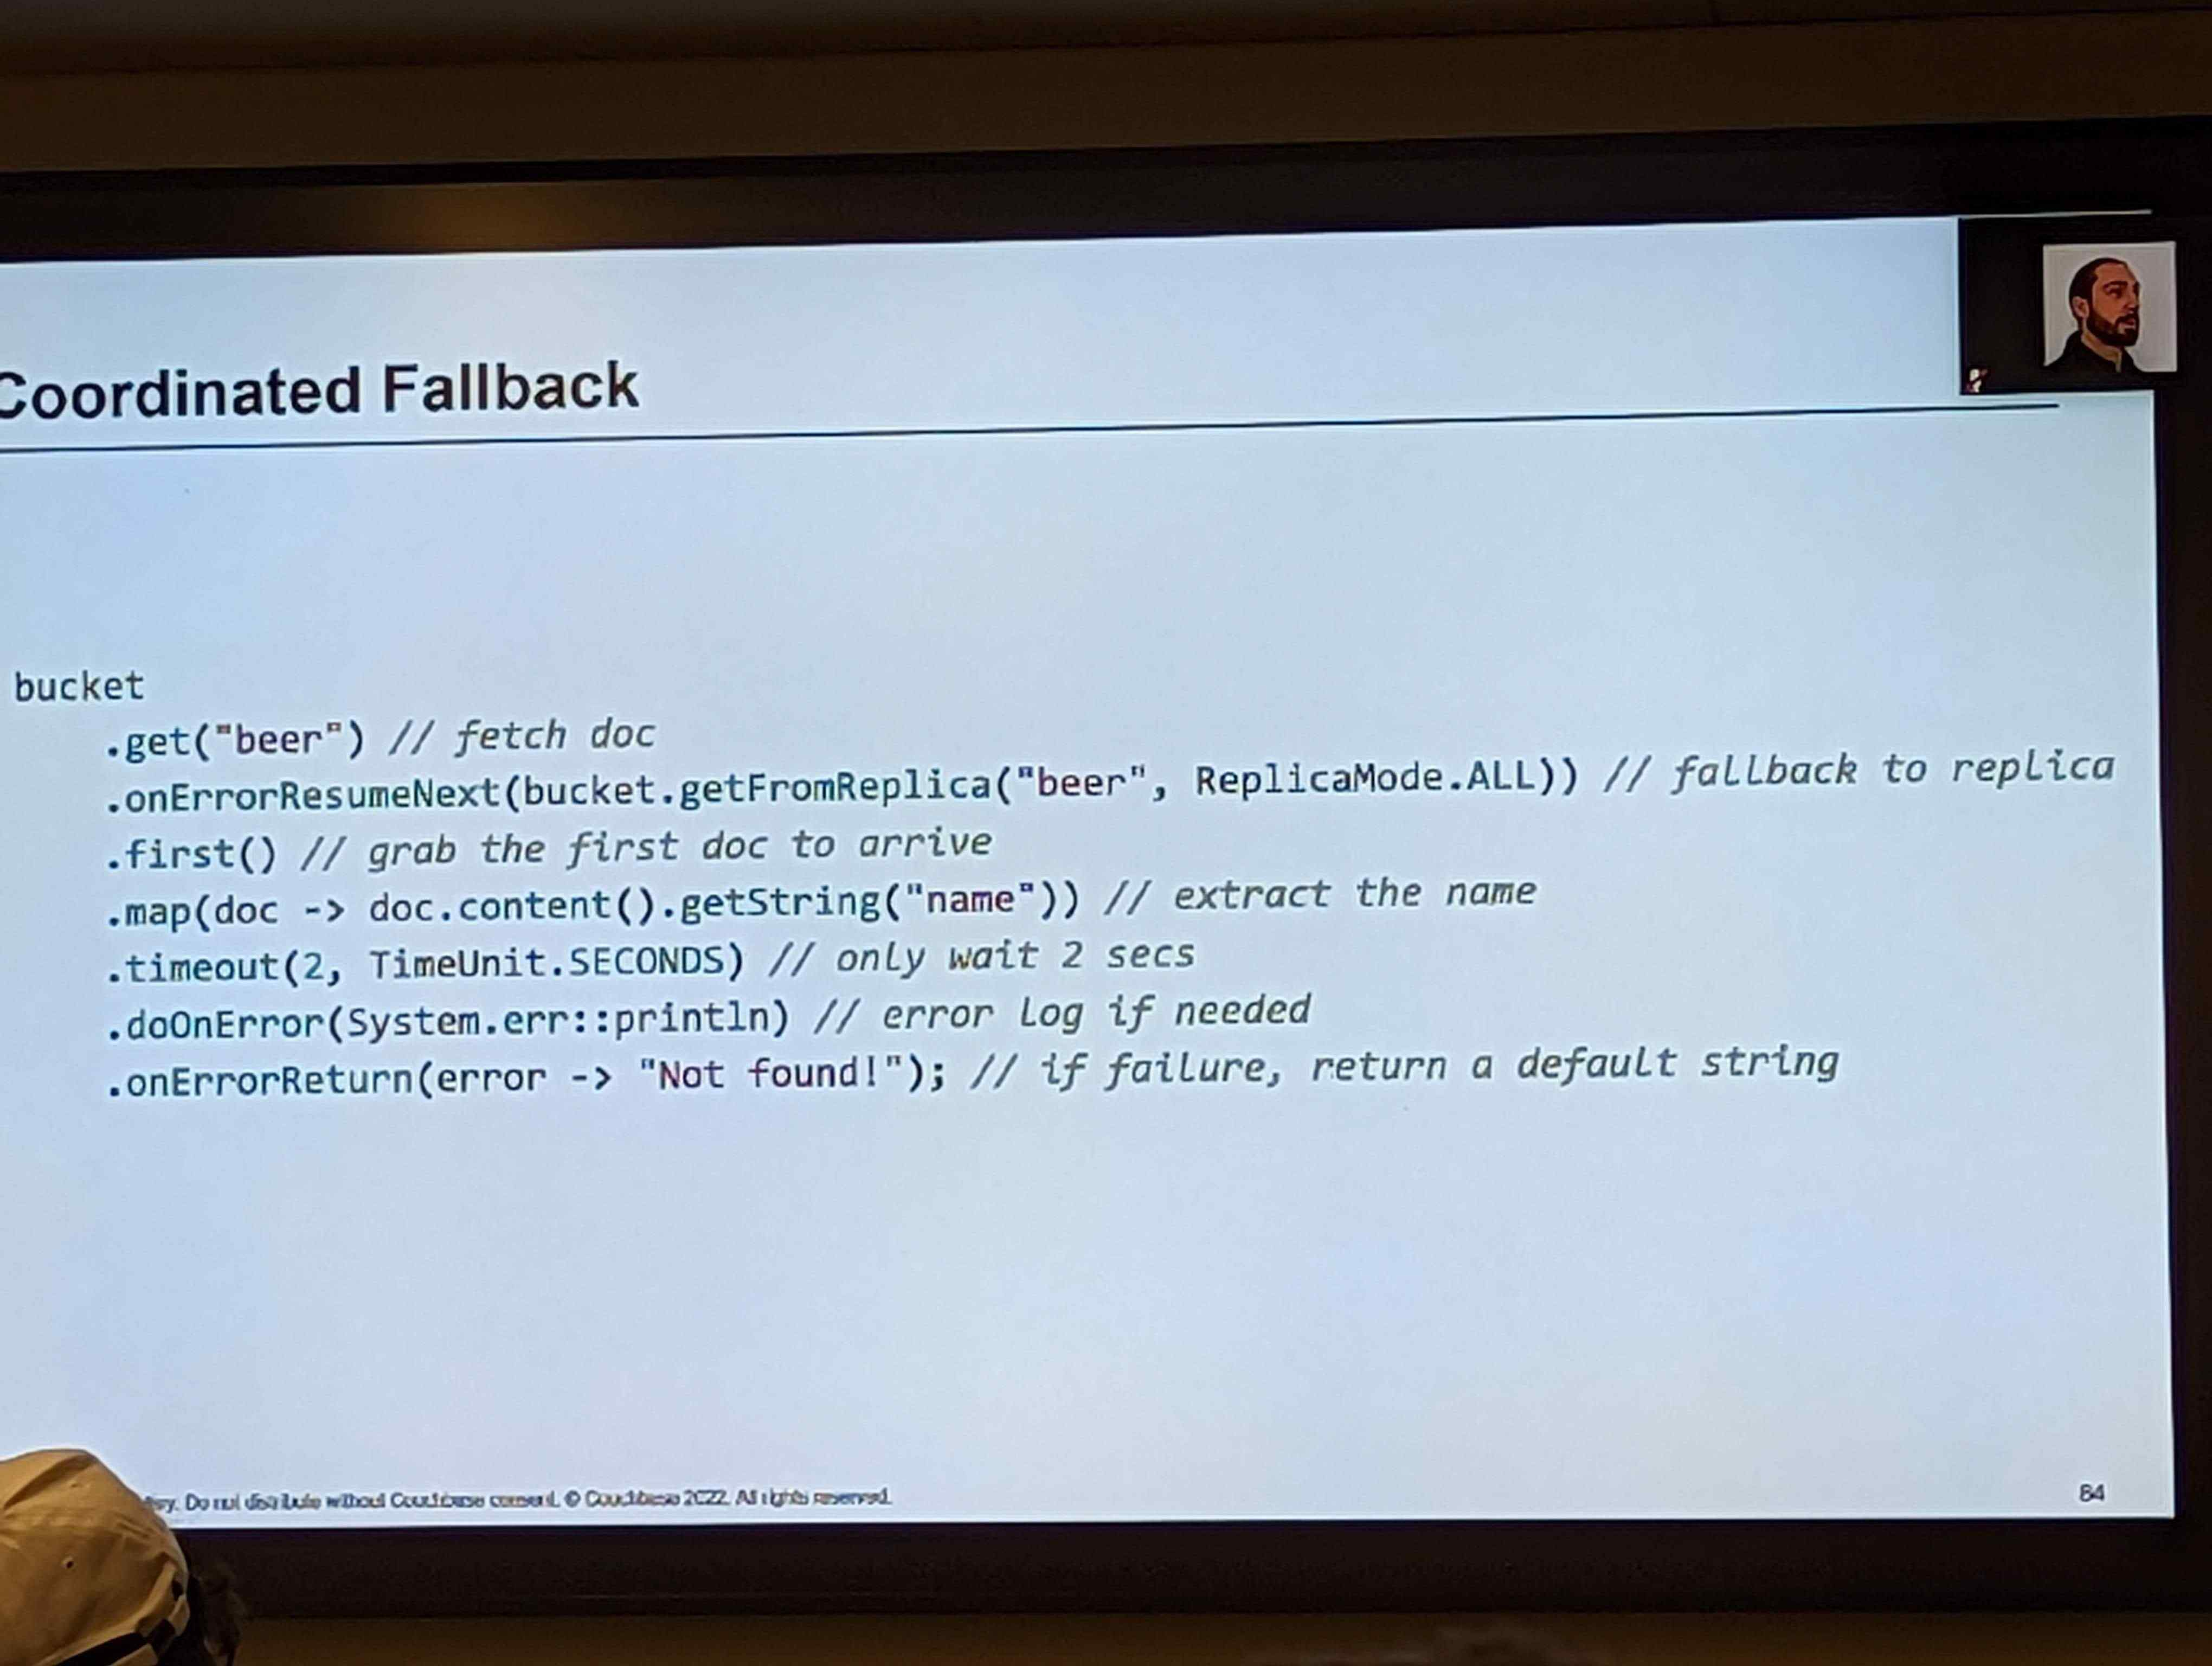 Coordinated Fallback
bucket
.get("beer") // fetch doc
.onErrorResumeNext(bucket.getFromReplica("beer", ReplicaMode.ALL)) // fallback to replica
.first() // grab the first doc to arrive
.map(doc -> doc.content().getString("name")) // extract the name
.timeout(2, TimeUnit.SECONDS) // only wait 2 secs
.doOnError(System.err::println) // error log if needed
.onErrorReturn(error -> "Not found!"); // if failure, return a default string
Do not distribute without Couchbase consent. © Couchbase 2022. All rights reserved.
84